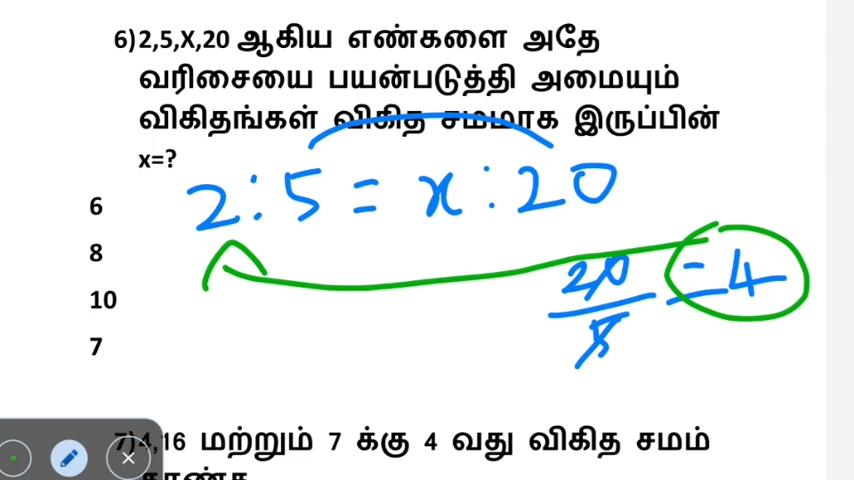 6)2,5,X,20 ஆகிய எண்களை அதே
வரிசையை பயன்படுத்தி அமையும்
விகிதங்கள் விகித சமமாக இருப்பின்
x=?
2 : 5 = x : 20
6
8
20/5 = 4
10
7
7)4,16 மற்றும் 7 க்கு 4 வது விகித சமம்
காண்க